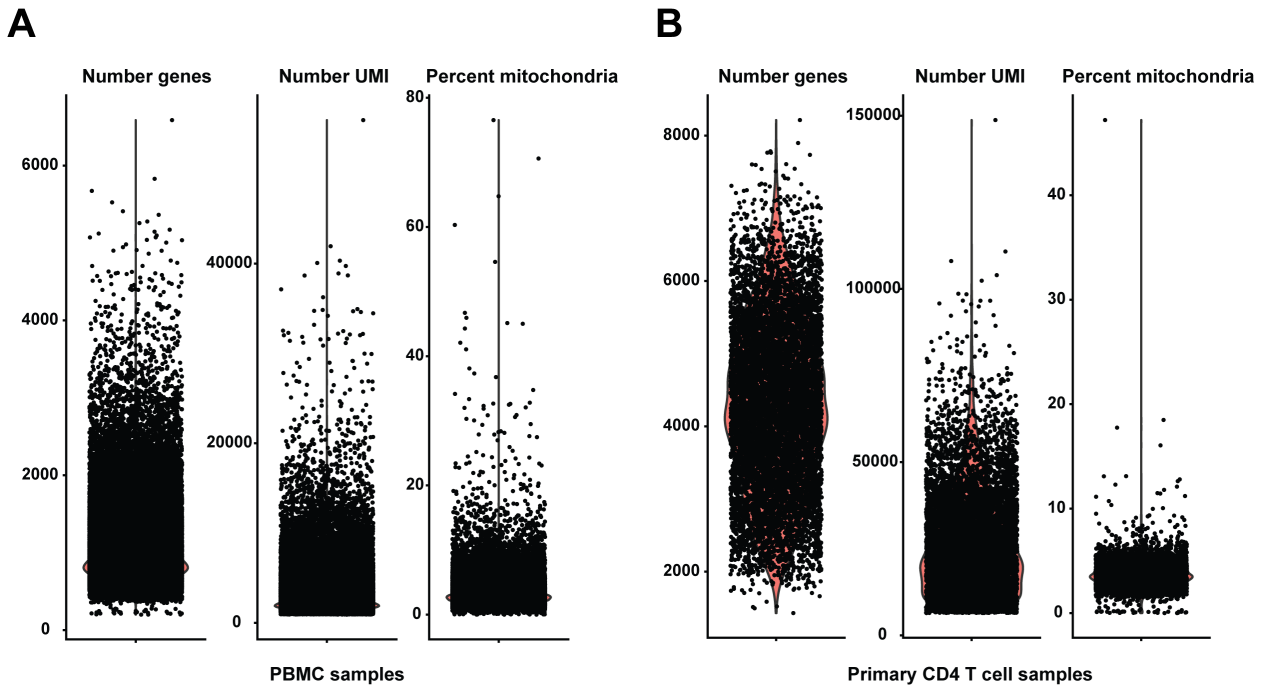 A
Number genes
6000
4000
2000
0
Number UMI
40000
20000
0
Percent mitochondria
80
60
40
20
0
PBMC samples
B
Number genes
8000
6000
4000
2000
Number UMI
150000
100000
50000
0
Percent mitochondria
40
30
20
10
0
Primary CD4 T cell samples